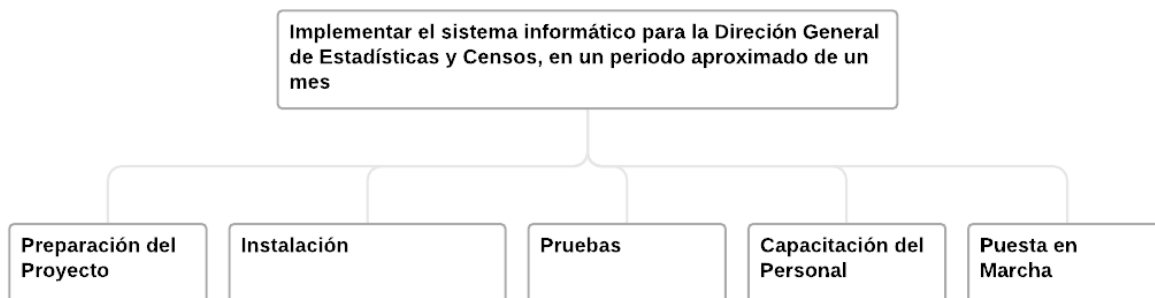 Implementar el sistema informático para la Direción General
de Estadísticas y Censos, en un periodo aproximado de un
mes
Preparación del
Proyecto
Instalación
Pruebas
Capacitación del
Personal
Puesta en
Marcha